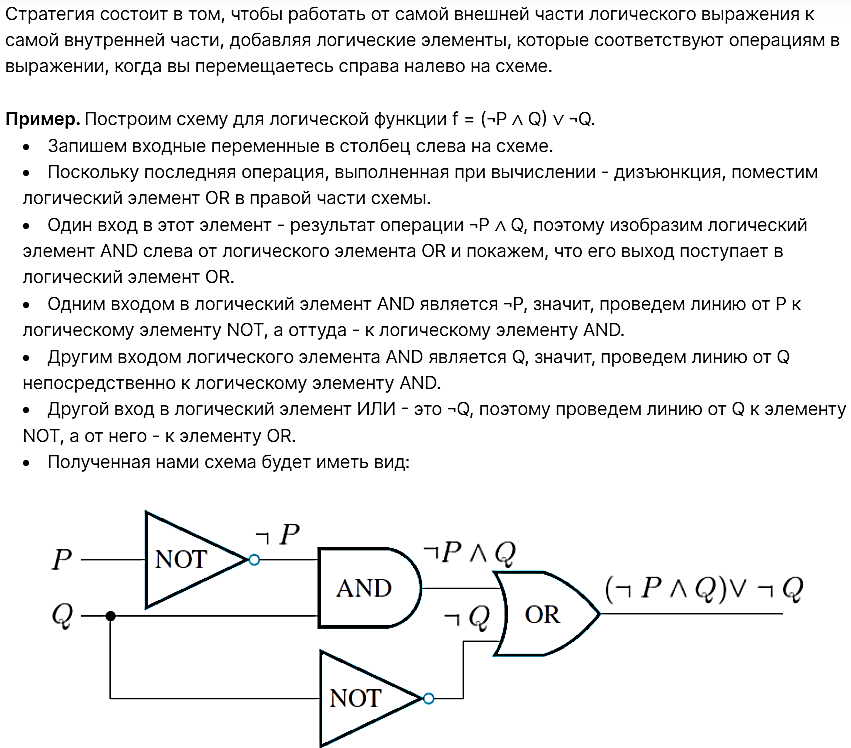 Стратегия состоит в том, чтобы работать от самой внешней части логического выражения к
самой внутренней части, добавляя логические элементы, которые соответствуют операциям в
выражении, когда вы перемещаетесь справа налево на схеме.
Пример. Построим схему для логической функции f = (¬P ∧ Q) ∨ ¬Q.
• Запишем входные переменные в столбец слева на схеме.
• Поскольку последняя операция, выполненная при вычислении - дизъюнкция, поместим
логический элемент OR в правой части схемы.
• Один вход в этот элемент - результат операции ¬P ∧ Q, поэтому изобразим логический
элемент AND слева от логического элемента OR и покажем, что его выход поступает в
логический элемент OR.
• Одним входом в логический элемент AND является ¬P, значит, проведем линию от P к
логическому элементу NOT, а оттуда - к логическому элементу AND.
• Другим входом логического элемента AND является Q, значит, проведем линию от Q
непосредственно к логическому элементу AND.
• Другой вход в логический элемент ИЛИ - это ¬Q, поэтому проведем линию от Q к элементу
NOT, а от него - к элементу OR.
• Полученная нами схема будет иметь вид:
P
NOT
¬ P
Q
AND
¬P ∧ Q
¬ Q
OR
(¬ P ∧ Q)∨ ¬ Q
NOT